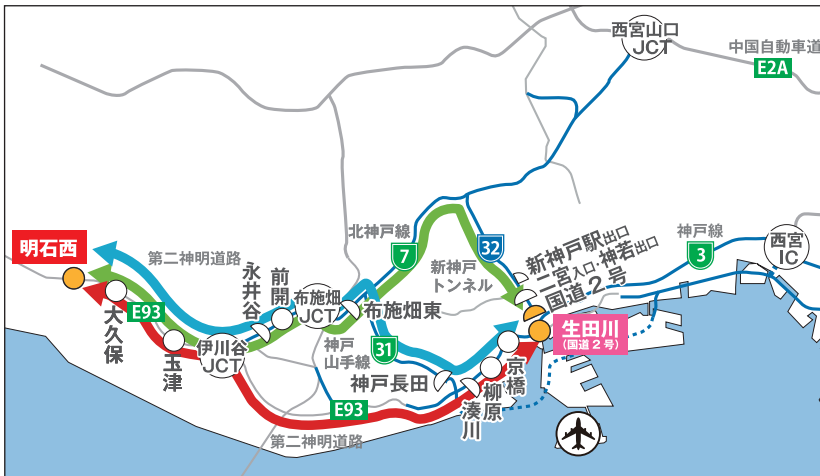 西宮山口
JCT
中国自動車道
E2A
明石西
第二神明道路
北神戸線
7
32
新神戸
トンネル
新神戸駅出口
二宮入口・神若出口
国道2号
神戸線
3
西宮
IC
永井谷
前開
布施畑
JCT
布施畑東
大久保
E93
玉津
伊川谷
JCT
神戸
山手線
31
神戸長田
生田川
(国道2号)
京橋
柳原
湊川
E93
第二神明道路